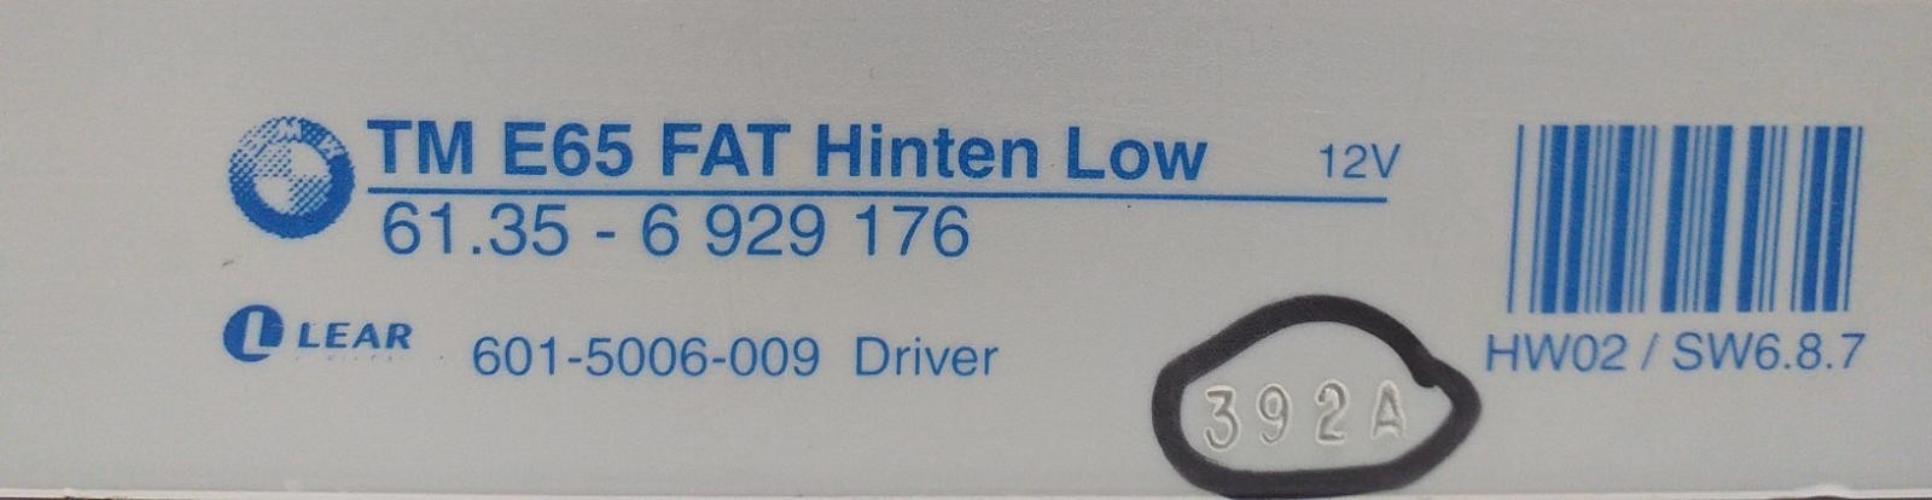 TM E65 FAT Hinten Low 12V
61.35 - 6 929 176
LEAR 601-5006-009 Driver
HW02 / SW6.8.7
392A